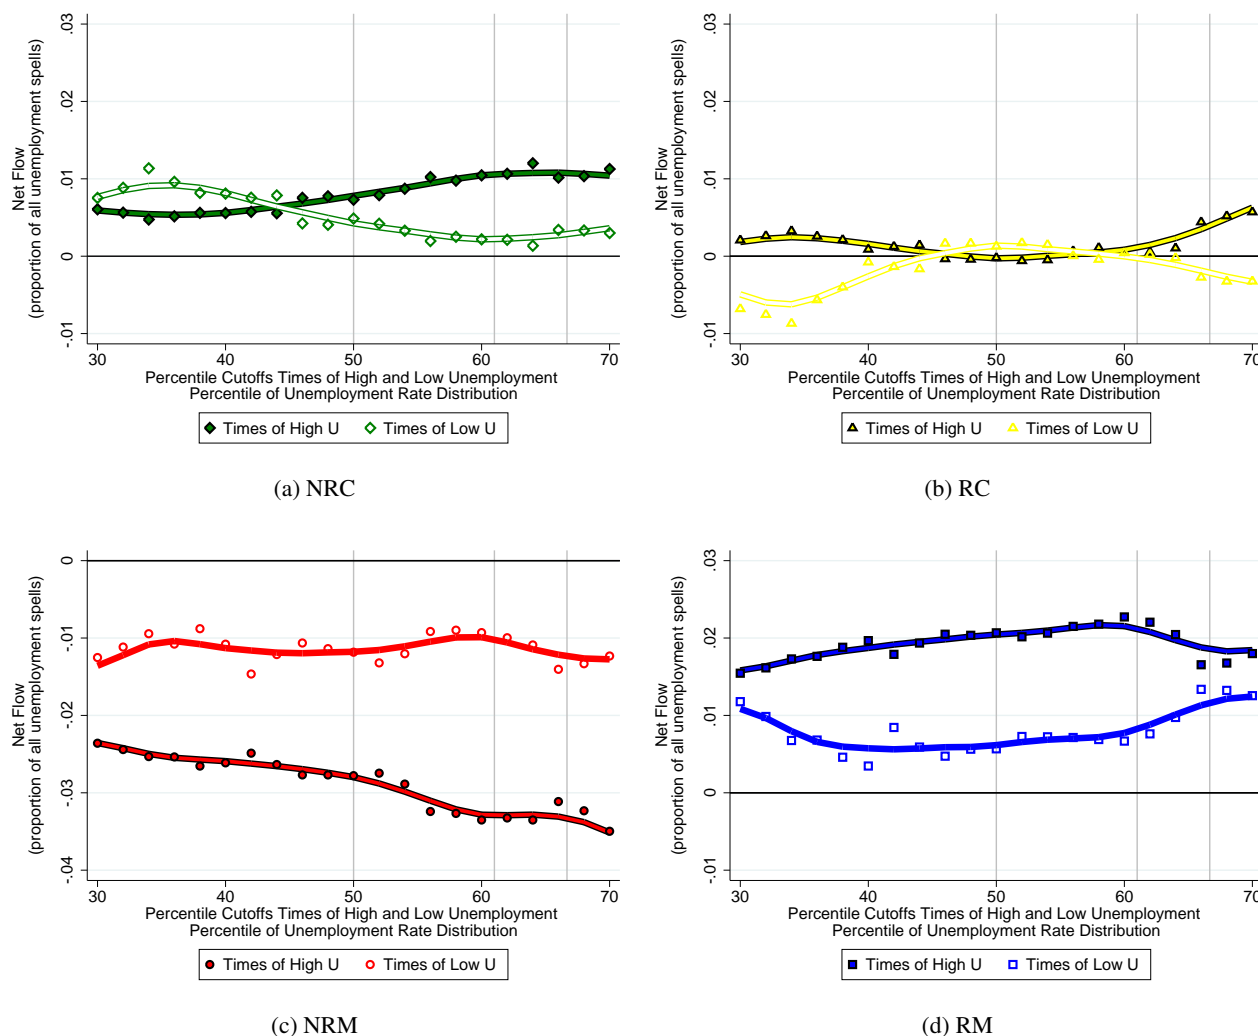 .03
.02
.01
0
-.01
Net Flow
(proportion of all unemployment spells)
30 40 50 60 70
Percentile Cutoffs Times of High and Low Unemployment
Percentile of Unemployment Rate Distribution
Times of High U Times of Low U
(a) NRC
.03
.02
.01
0
-.01
Net Flow
(proportion of all unemployment spells)
30 40 50 60 70
Percentile Cutoffs Times of High and Low Unemployment
Percentile of Unemployment Rate Distribution
Times of High U Times of Low U
(b) RC
0
-.01
-.02
-.03
-.04
Net Flow
(proportion of all unemployment spells)
30 40 50 60 70
Percentile Cutoffs Times of High and Low Unemployment
Percentile of Unemployment Rate Distribution
Times of High U Times of Low U
(c) NRM
.03
.02
.01
0
-.01
Net Flow
(proportion of all unemployment spells)
30 40 50 60 70
Percentile Cutoffs Times of High and Low Unemployment
Percentile of Unemployment Rate Distribution
Times of High U Times of Low U
(d) RM